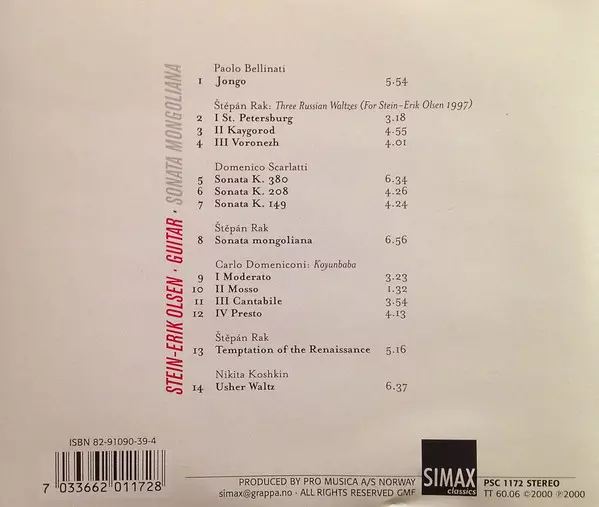 STEIN-ERIK OLSEN · GUITAR · SONATA MONGOLIANA
Paolo Bellinati
1 Jongo 5.54
Štěpán Rak: Three Russian Waltzes (For Stein-Erik Olsen 1997)
2 I St. Petersburg 3.18
3 II Kaygorod 4.55
4 III Voronezh 4.01
Domenico Scarlatti
5 Sonata K. 380 6.34
6 Sonata K. 208 4.26
7 Sonata K. 149 4.24
Štěpán Rak
8 Sonata mongoliana 6.56
Carlo Domeniconi: Koyunbaba
9 I Moderato 3.23
10 II Mosso 1.32
11 III Cantabile 3.54
12 IV Presto 4.13
Štěpán Rak
13 Temptation of the Renaissance 5.16
Nikita Koshkin
14 Usher Waltz 6.37
ISBN 82-91090-39-4
7 033662 011728
PRODUCED BY PRO MUSICA A/S NORWAY
simax@grappa.no · ALL RIGHTS RESERVED GMF
SIMAX
classics
PSC 1172 STEREO
TT 60.06 ©2000 ℗2000